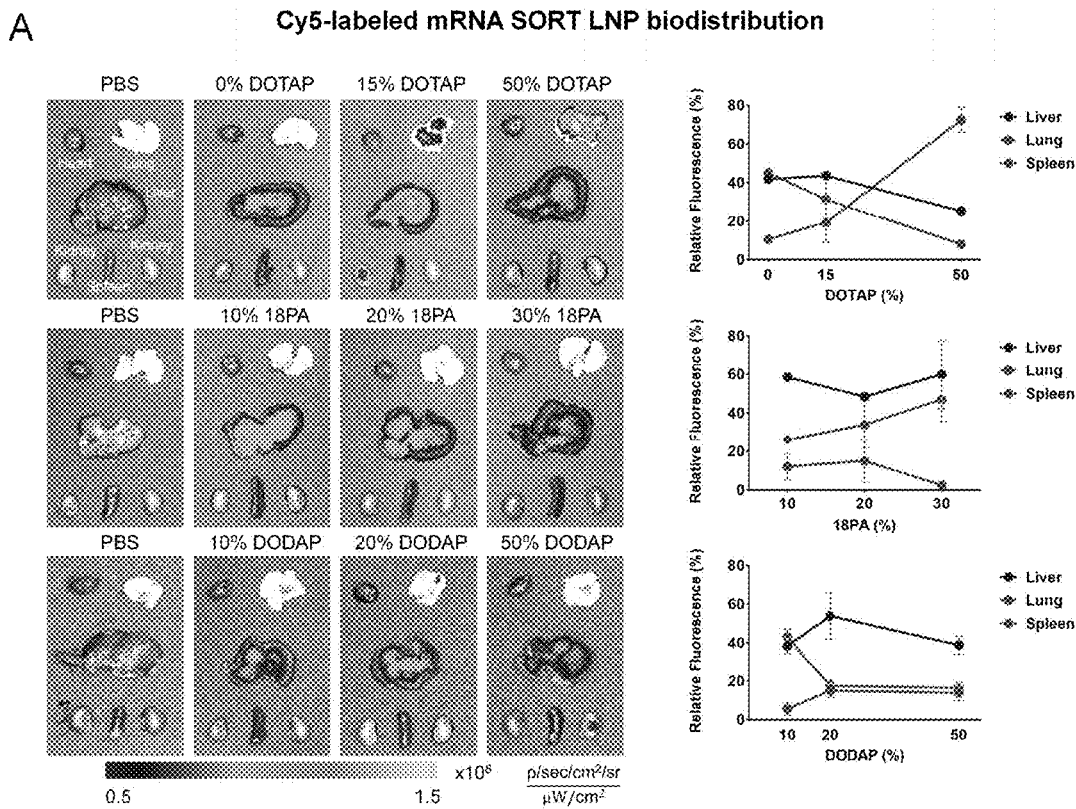 A
Cy5-labeled mRNA SORT LNP biodistribution
PBS
0% DOTAP
15% DOTAP
50% DOTAP
PBS
10% 18PA
20% 18PA
30% 18PA
PBS
10% DODAP
20% DODAP
50% DODAP
0.5
1.5
x10⁸
p/sec/cm²/sr
µW/cm²
Relative Fluorescence (%)
80
60
40
20
0
0
15
50
DOTAP (%)
Liver
Lung
Spleen
Relative Fluorescence (%)
80
60
40
20
0
10
20
30
18PA (%)
Liver
Lung
Spleen
Relative Fluorescence (%)
80
60
40
20
0
10
20
50
DODAP (%)
Liver
Lung
Spleen